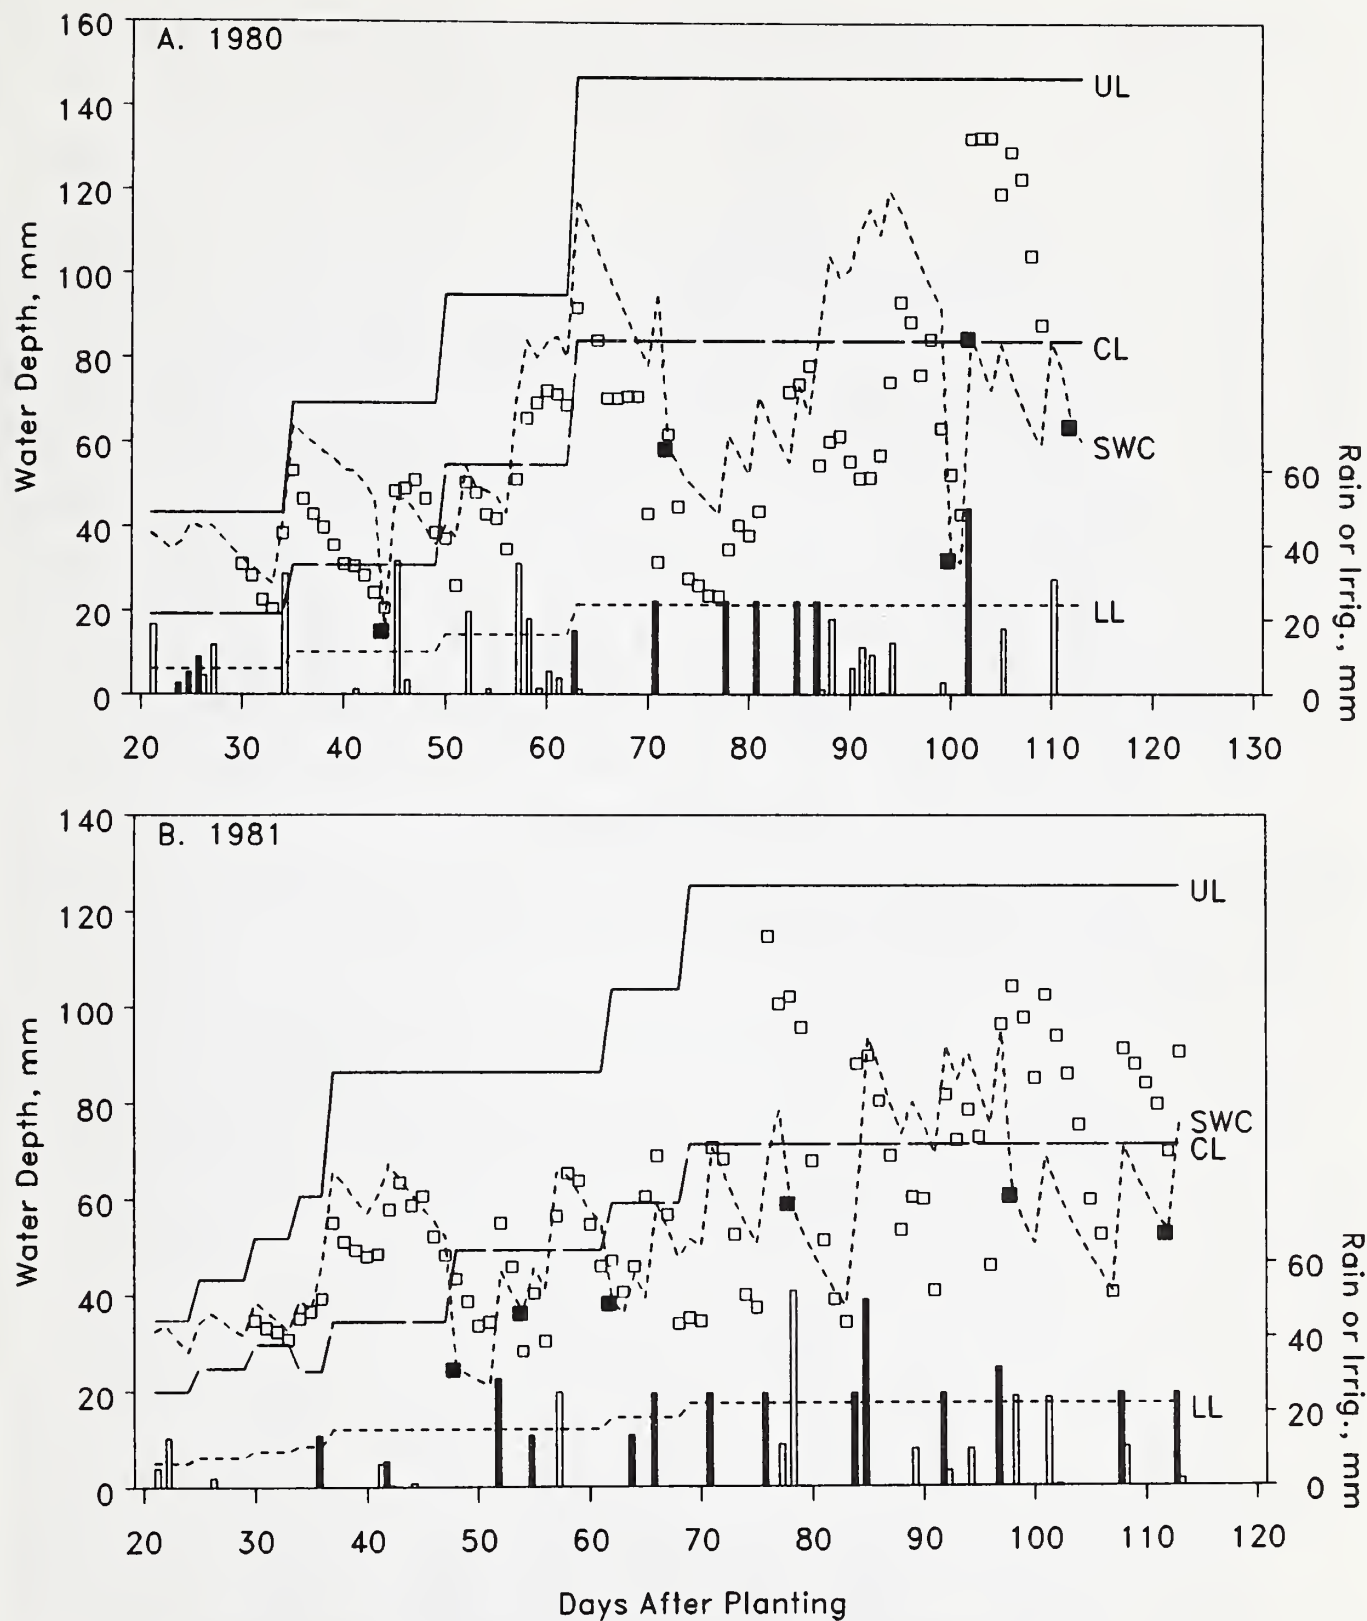 A. 1980
160
140
120
100
80
60
40
20
0
Water Depth, mm
UL
CL
SWC
LL
60
40
20
0
Rain or Irrig., mm
20 30 40 50 60 70 80 90 100 110 120 130
B. 1981
140
120
100
80
60
40
20
0
Water Depth, mm
UL
SWC
CL
LL
60
40
20
0
Rain or Irrig., mm
20 30 40 50 60 70 80 90 100 110 120
Days After Planting